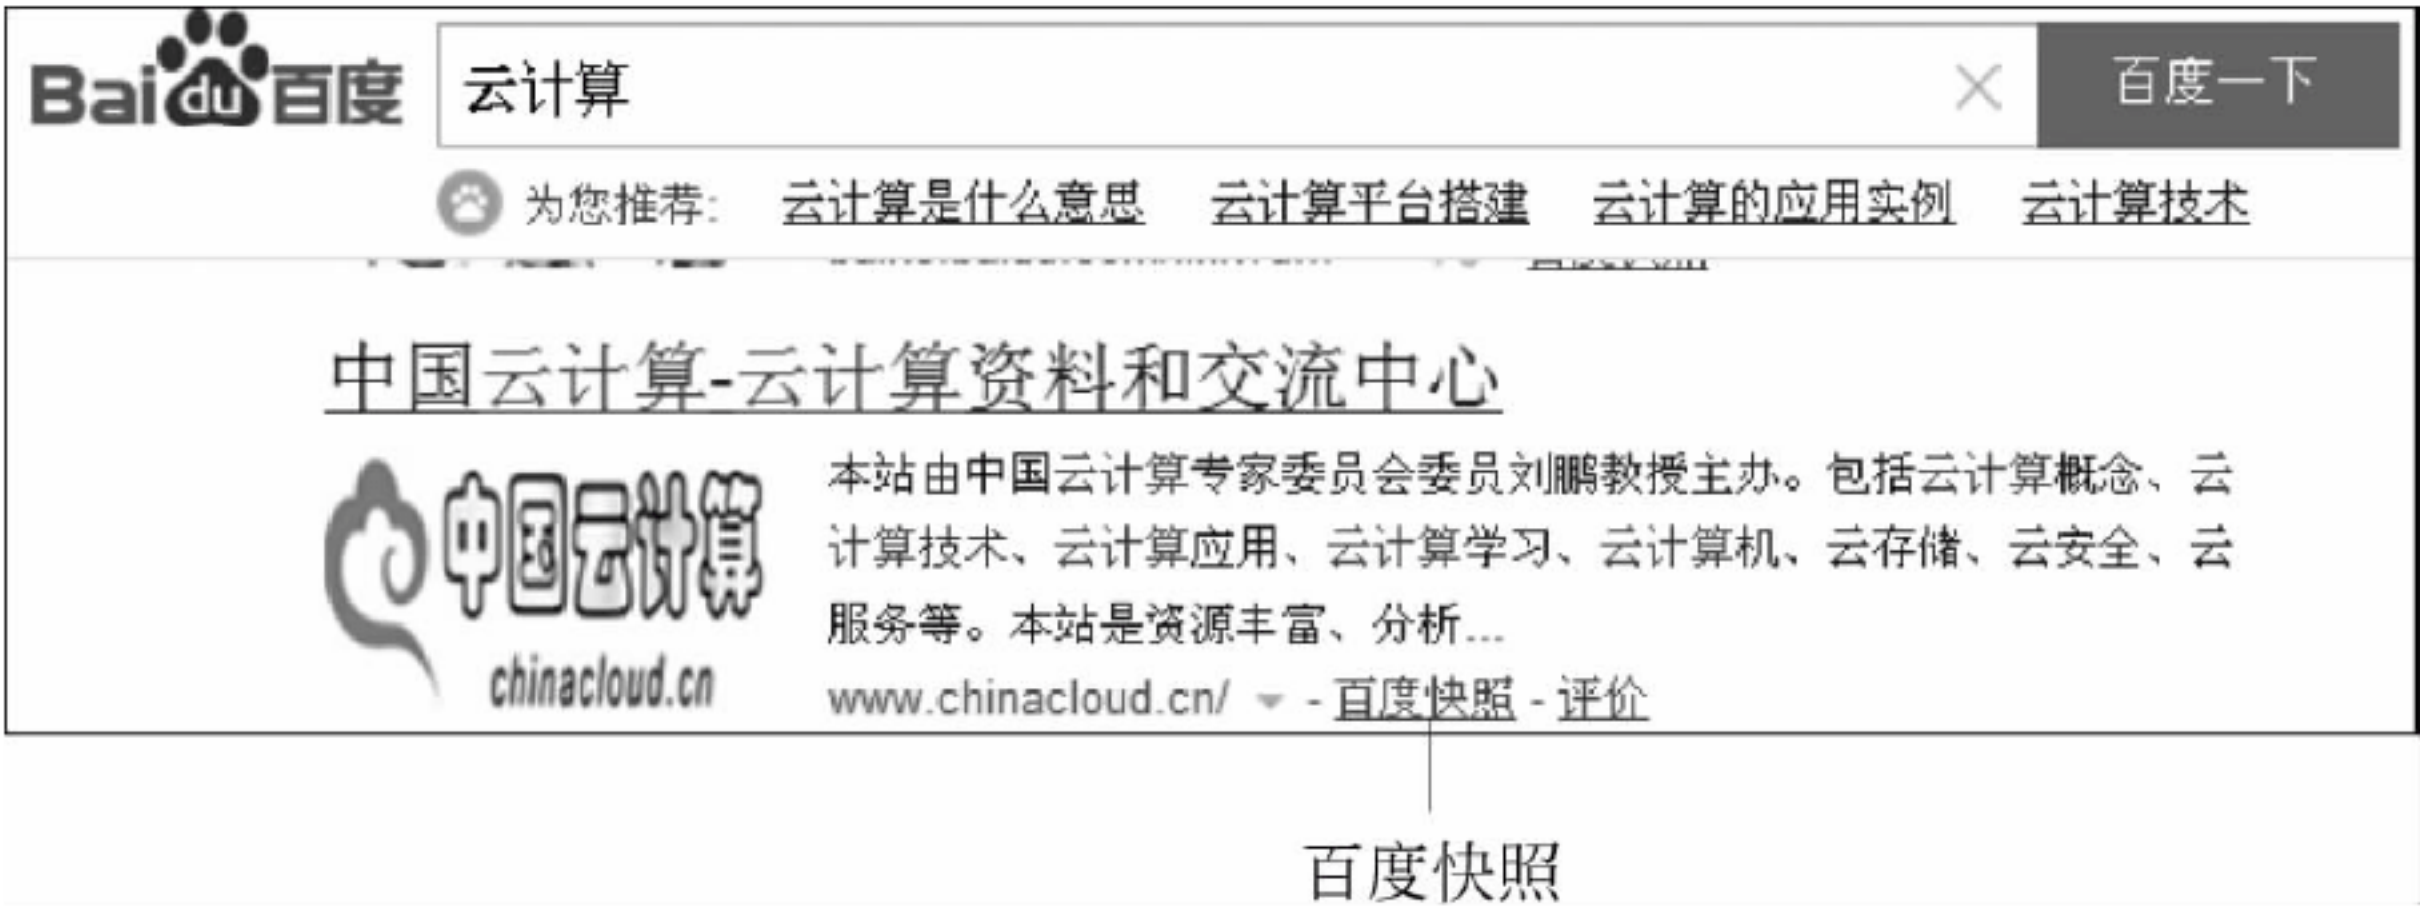 Baidu百度
云计算
百度一下
为您推荐: 云计算是什么意思 云计算平台搭建 云计算的应用实例 云计算技术
中国云计算-云计算资料和交流中心
中国云计算
chinacloud.cn
本站由中国云计算专家委员会委员刘鹏教授主办。包括云计算概念、云
计算技术、云计算应用、云计算学习、云计算机、云存储、云安全、云
服务等。本站是资源丰富、分析...
www.chinacloud.cn/ - 百度快照 - 评价
百度快照